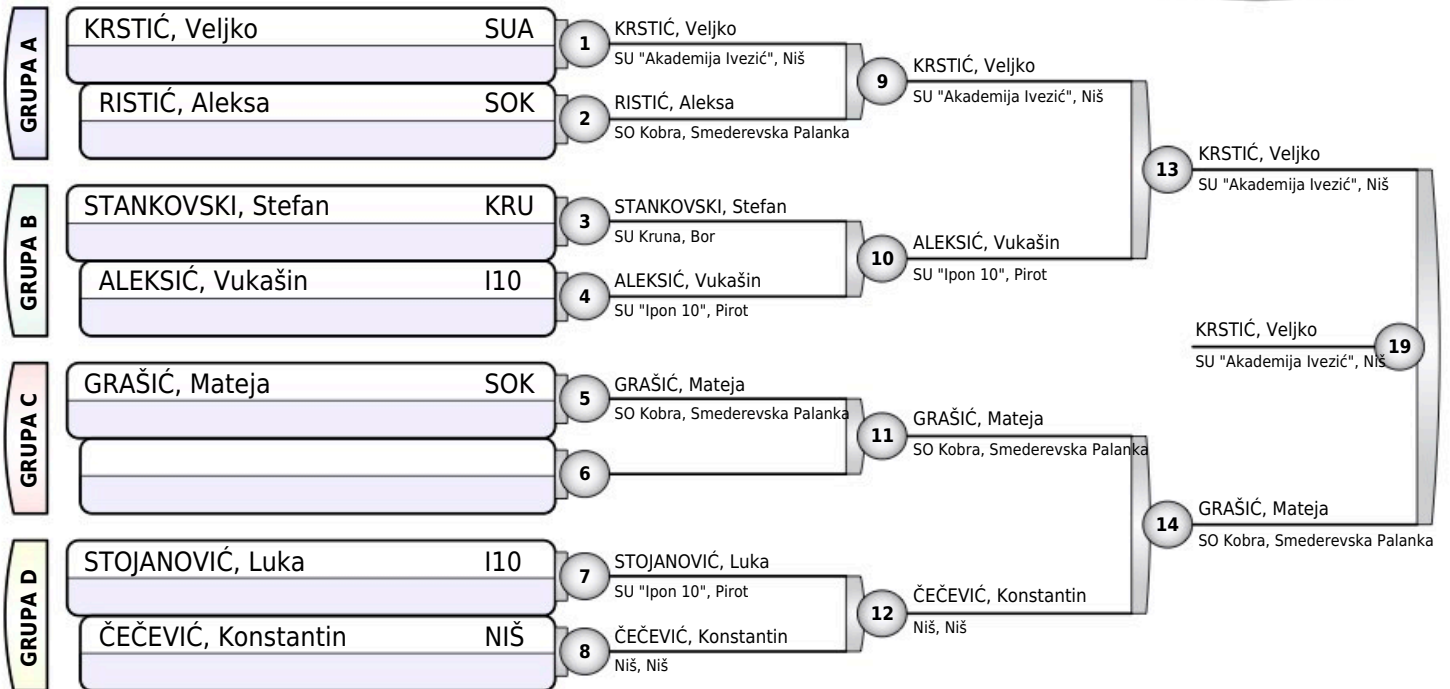 GRUPA A
KRSTIĆ, Veljko SUA
RISTIĆ, Aleksa SOK
1
KRSTIĆ, Veljko
SU "Akademija Ivezić", Niš
2
RISTIĆ, Aleksa
SO Kobra, Smederevska Palanka
9
KRSTIĆ, Veljko
SU "Akademija Ivezić", Niš
GRUPA B
STANKOVSKI, Stefan KRU
ALEKSIĆ, Vukašin I10
3
STANKOVSKI, Stefan
SU Kruna, Bor
4
ALEKSIĆ, Vukašin
SU "Ipon 10", Pirot
10
ALEKSIĆ, Vukašin
SU "Ipon 10", Pirot
13
KRSTIĆ, Veljko
SU "Akademija Ivezić", Niš
KRSTIĆ, Veljko
SU "Akademija Ivezić", Niš
19
GRUPA C
GRAŠIĆ, Mateja SOK
5
GRAŠIĆ, Mateja
SO Kobra, Smederevska Palanka
6
11
GRAŠIĆ, Mateja
SO Kobra, Smederevska Palanka
GRUPA D
STOJANOVIĆ, Luka I10
ČEČEVIĆ, Konstantin NIŠ
7
STOJANOVIĆ, Luka
SU "Ipon 10", Pirot
8
ČEČEVIĆ, Konstantin
Niš, Niš
12
ČEČEVIĆ, Konstantin
Niš, Niš
14
GRAŠIĆ, Mateja
SO Kobra, Smederevska Palanka